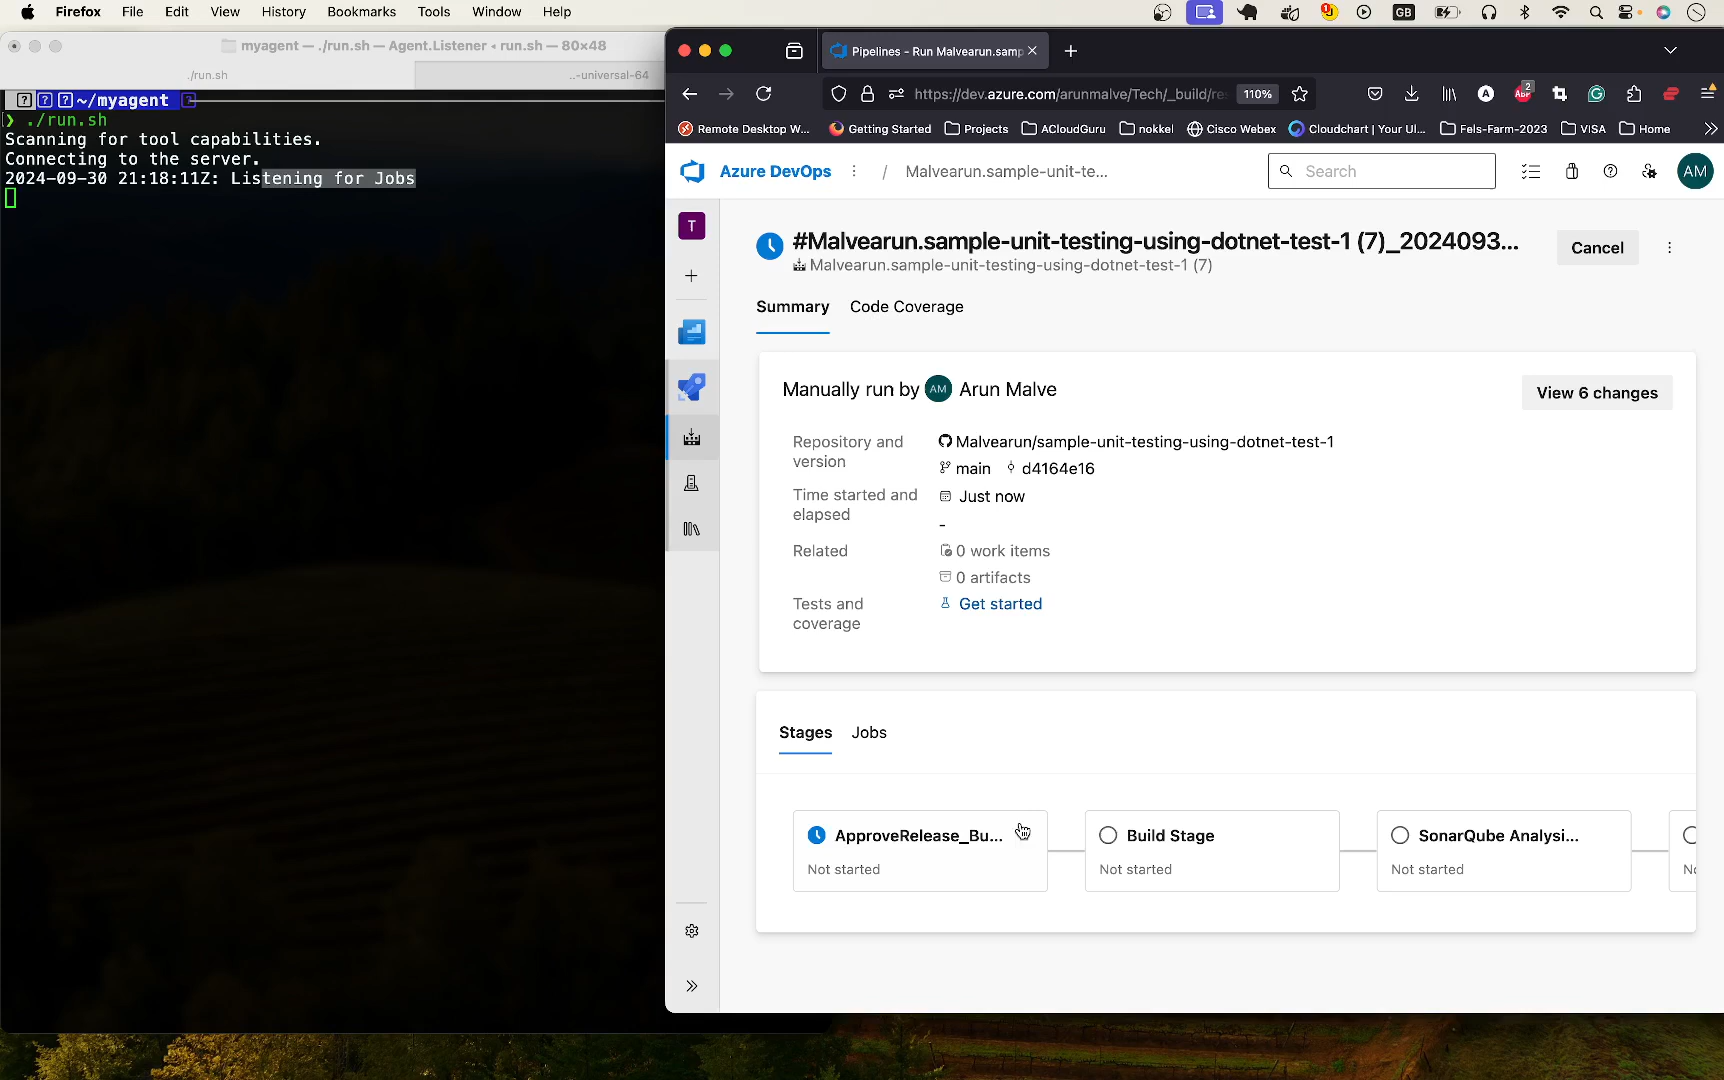 Firefox File Edit View History Bookmarks Tools Window Help
GB
myagent — ./run.sh — Agent.Listener ◂ run.sh — 80×48
./run.sh
..-universal-64
~/myagent
❯ ./run.sh
Scanning for tool capabilities.
Connecting to the server.
2024-09-30 21:18:11Z: Listening for Jobs
Pipelines - Run Malvearun.samp
https://dev.azure.com/arunmalve/Tech/_build/re
110%
ABP 2
Remote Desktop W... Getting Started Projects ACloudGuru nokkel Cisco Webex Cloudchart | Your UI... Fels-Farm-2023 VISA Home
Azure DevOps / Malvearun.sample-unit-te...
Search
AM
T
#Malvearun.sample-unit-testing-using-dotnet-test-1 (7)_2024093...
Cancel
Malvearun.sample-unit-testing-using-dotnet-test-1 (7)
Summary Code Coverage
Manually run by AM Arun Malve
View 6 changes
Repository and version
Malvearun/sample-unit-testing-using-dotnet-test-1
main d4164e16
Time started and elapsed
Just now
-
Related
0 work items
0 artifacts
Tests and coverage
Get started
Stages Jobs
ApproveRelease_Bu...
Not started
Build Stage
Not started
SonarQube Analysi...
Not started